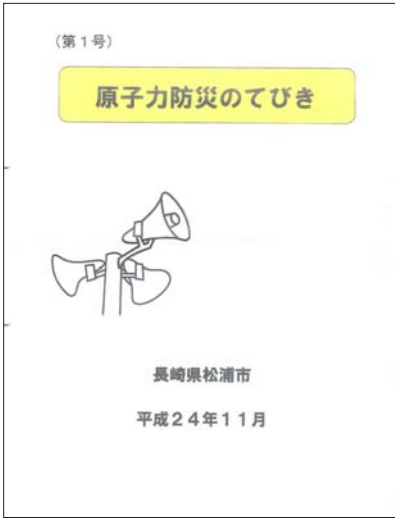 （第１号）
原子力防災のてびき
長崎県松浦市
平成２４年１１月